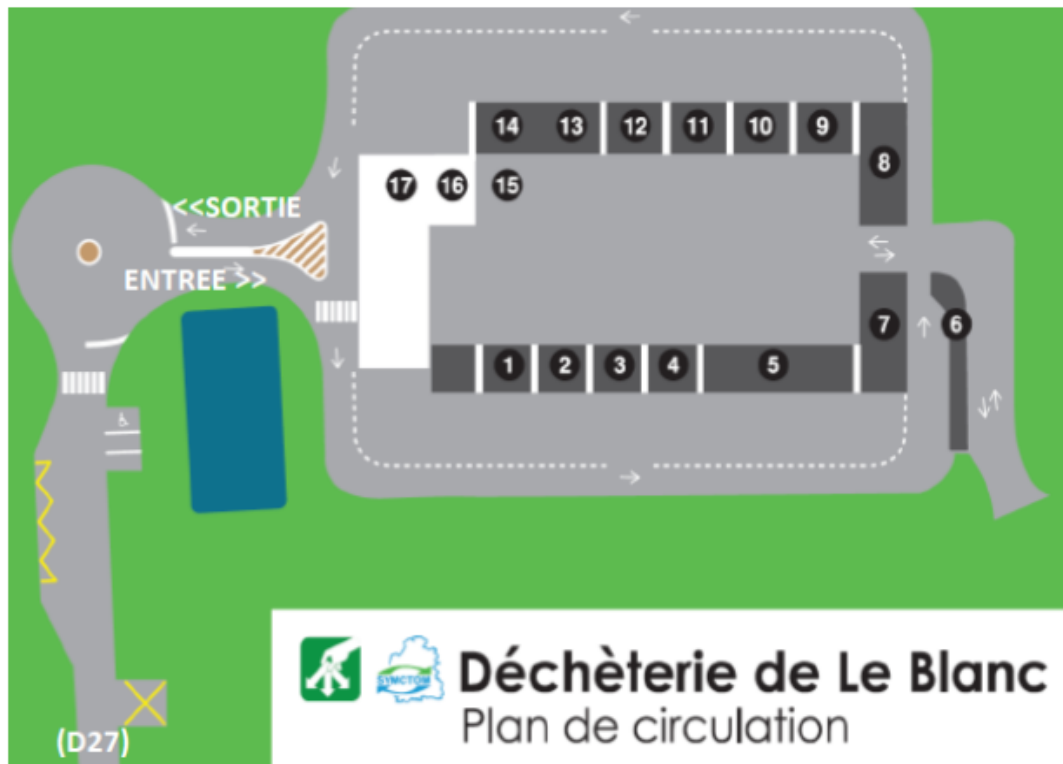 14 13 12 11 10 9
8
17 16 15
<<SORTIE
ENTREE >>
7 6
1 2 3 4 5
SYMCTOM
Déchèterie de Le Blanc
Plan de circulation
(D27)